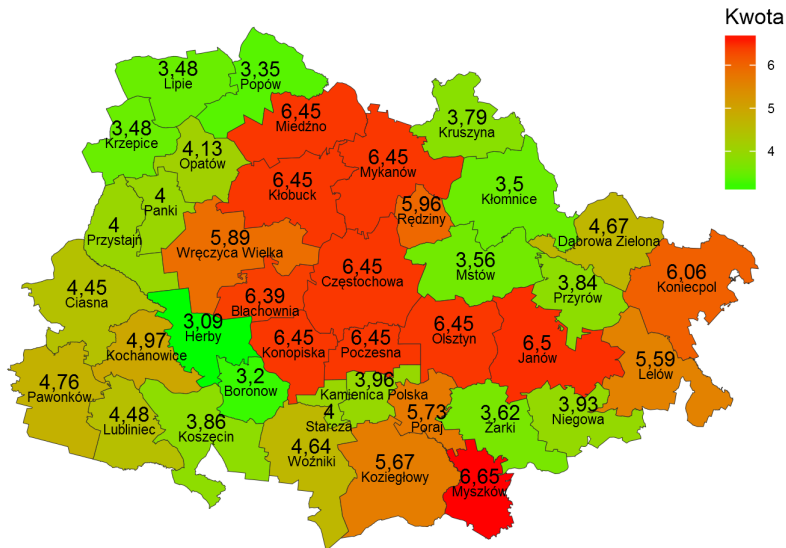 Kwota
6
5
4
3,48
Lipie
3,35
Popów
6,45
Miedźno
3,79
Kruszyna
3,48
Krzepice
4,13
Opatów
6,45
Mykanów
6,45
Kłobuck
3,5
Kłomnice
4
Panki
5,96
Rędziny
4
Przystajń
5,89
Wręczyca Wielka
4,67
Dąbrowa Zielona
3,56
Mstów
6,45
Częstochowa
6,06
Koniecpol
4,45
Ciasna
6,39
Blachownia
3,84
Przyrów
3,09
Herby
4,97
Kochanowice
6,45
Konopiska
6,45
Poczesna
6,45
Olsztyn
6,5
Janów
5,59
Lelów
4,76
Pawonków
3,2
Boronów
3,96
Kamienica Polska
4,48
Lubliniec
3,86
Koszęcin
4
Starcza
5,73
Poraj
3,62
Żarki
3,93
Niegowa
4,64
Woźniki
5,67
Koziegłowy
6,65
Myszków